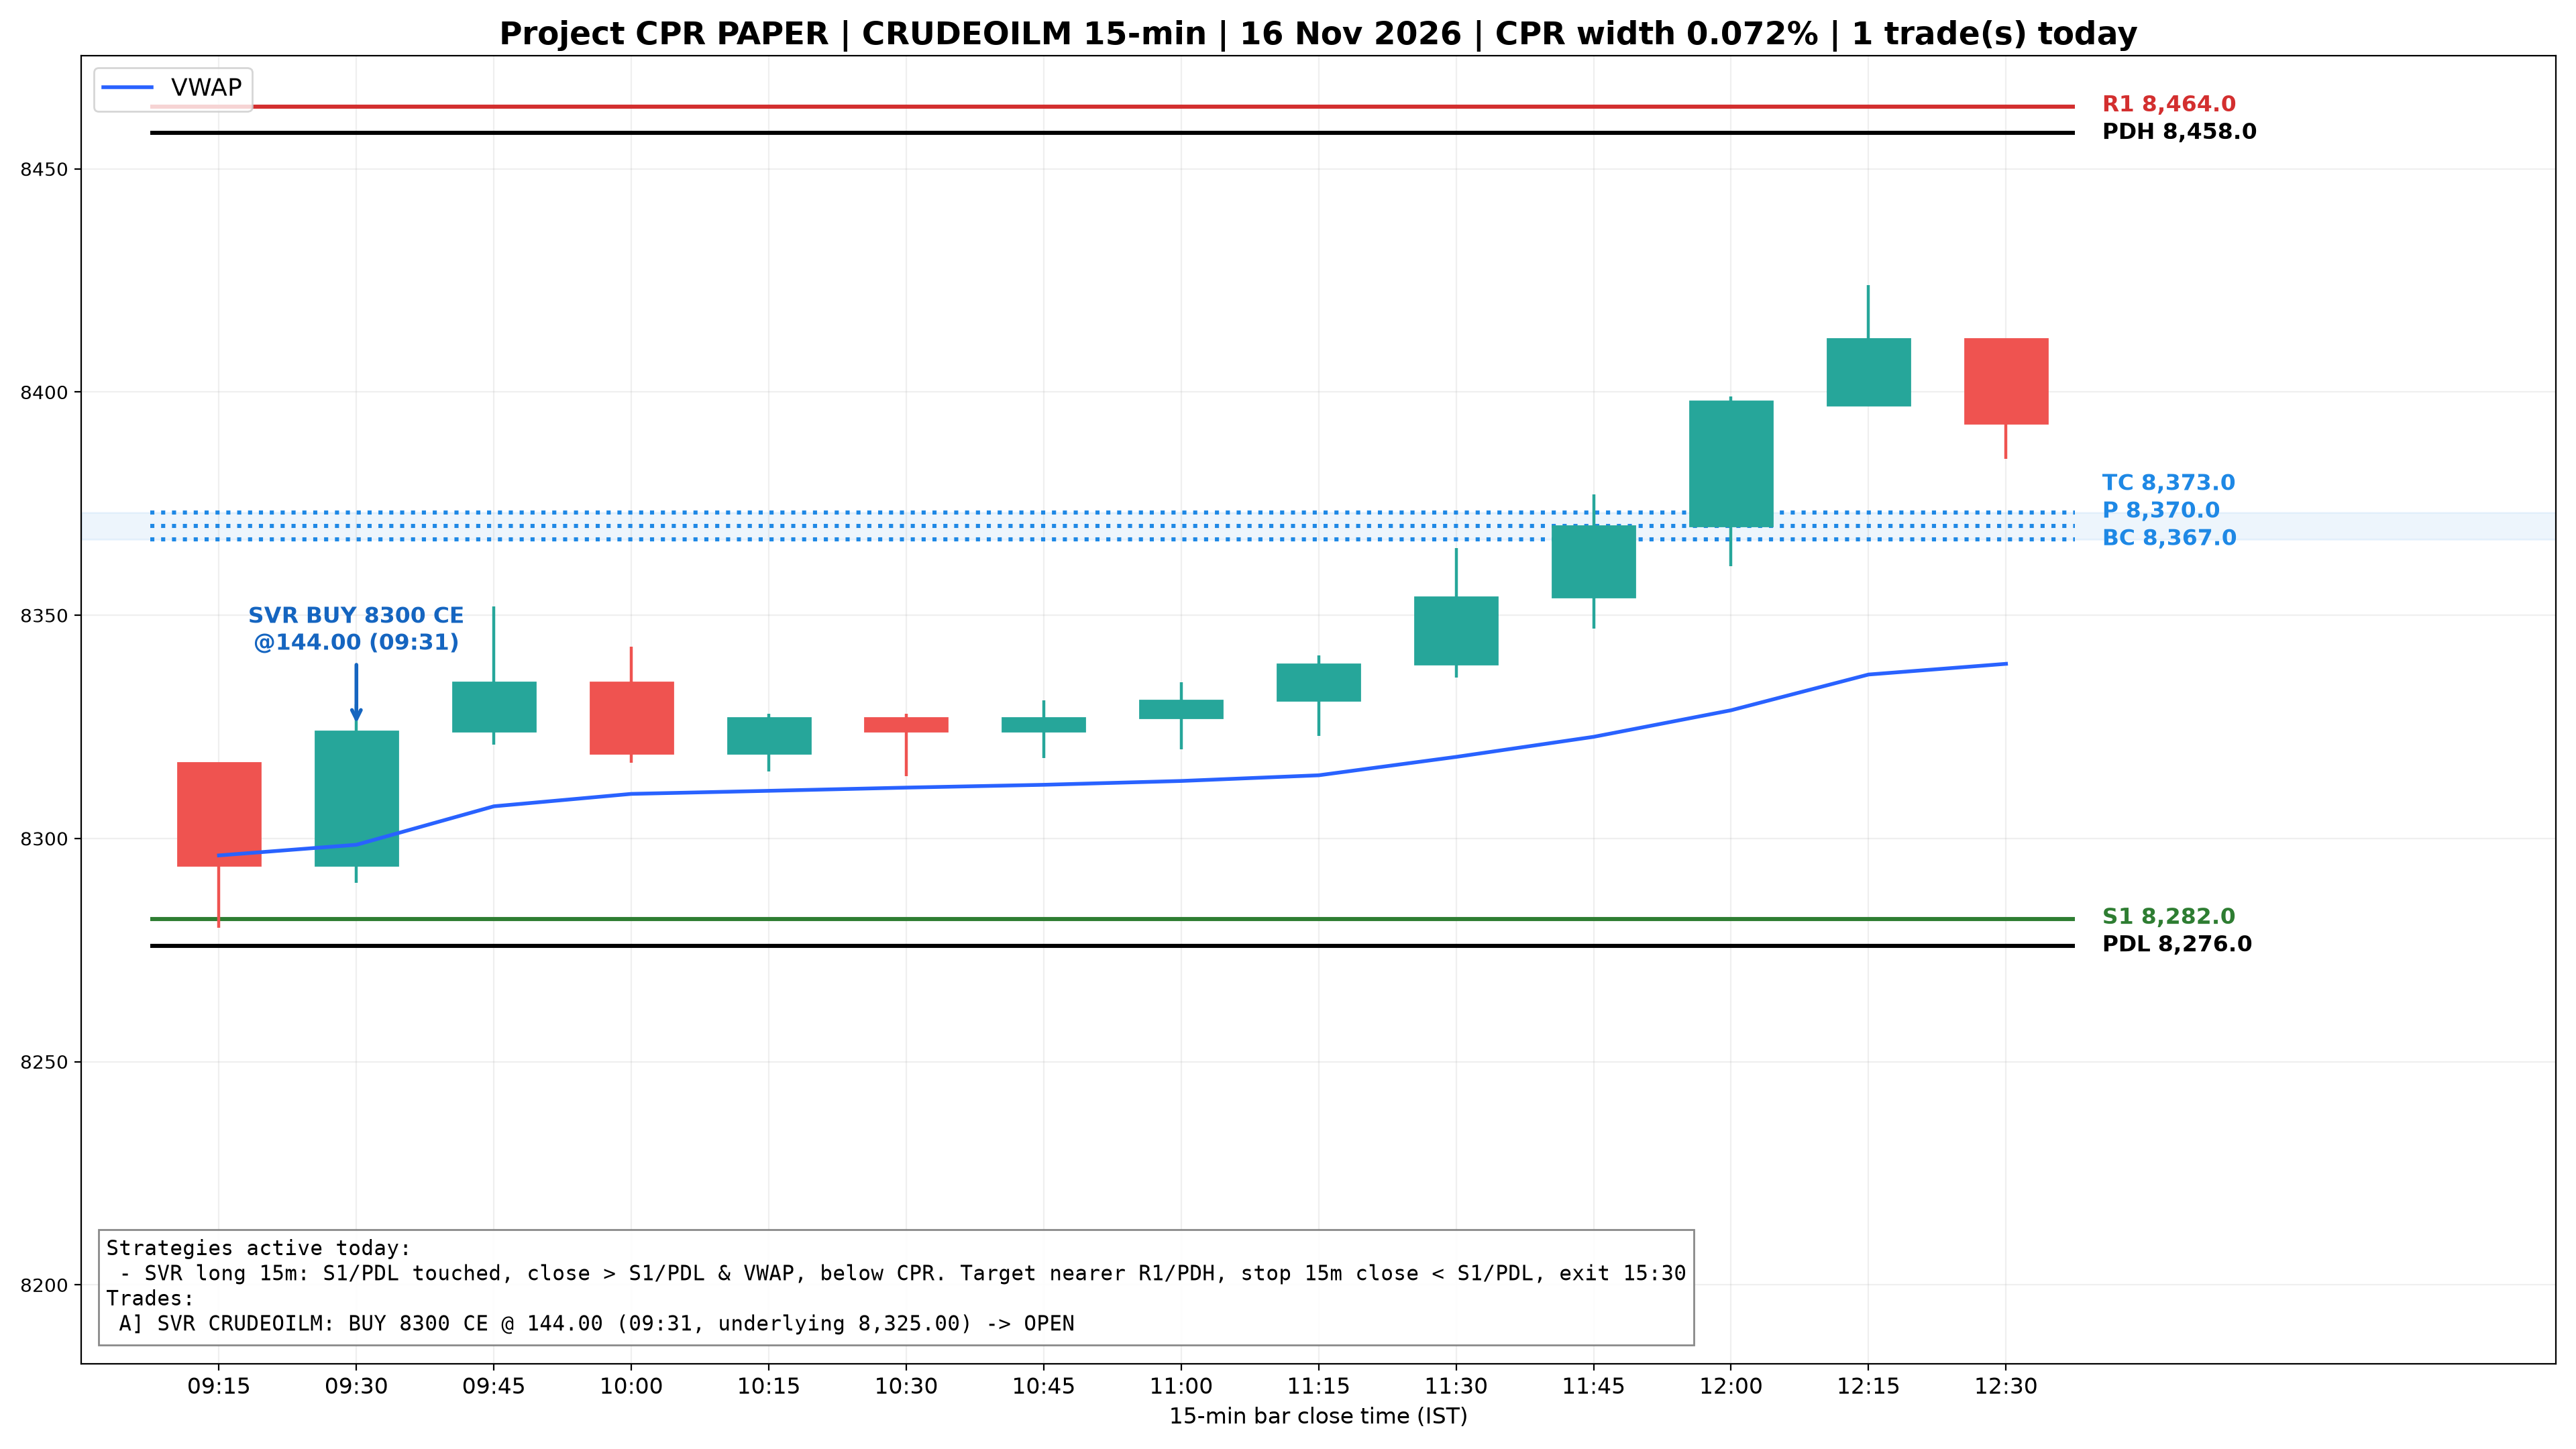 Project CPR PAPER | CRUDEOILM 15-min | 16 Nov 2026 | CPR width 0.072% | 1 trade(s) today
VWAP
R1 8,464.0
PDH 8,458.0
8450
8400
TC 8,373.0
P 8,370.0
BC 8,367.0
8350
SVR BUY 8300 CE
@144.00 (09:31)
8300
S1 8,282.0
PDL 8,276.0
8250
8200
Strategies active today:
- SVR long 15m: S1/PDL touched, close > S1/PDL & VWAP, below CPR. Target nearer R1/PDH, stop 15m close < S1/PDL, exit 15:30
Trades:
A] SVR CRUDEOILM: BUY 8300 CE @ 144.00 (09:31, underlying 8,325.00) -> OPEN
09:15 09:30 09:45 10:00 10:15 10:30 10:45 11:00 11:15 11:30 11:45 12:00 12:15 12:30
15-min bar close time (IST)